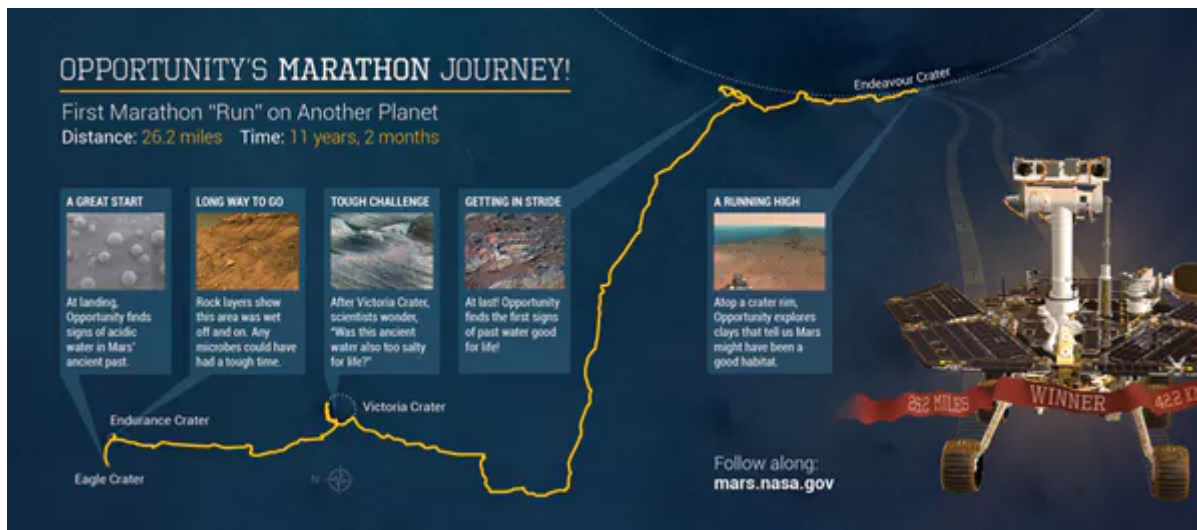 OPPORTUNITY'S MARATHON JOURNEY!
First Marathon "Run" on Another Planet
Distance: 26.2 miles Time: 11 years, 2 months
Endeavour Crater
A GREAT START
At landing,
Opportunity finds
signs of acidic
water in Mars'
ancient past.
LONG WAY TO GO
Rock layers show
this area was wet
off and on. Any
microbes could have
had a tough time.
TOUGH CHALLENGE
After Victoria Crater,
scientists wonder,
"Was this ancient
water also too salty
for life?"
GETTING IN STRIDE
At last! Opportunity
finds the first signs
of past water good
for life!
A RUNNING HIGH
Atop a crater rim,
Opportunity explores
clays that tell us Mars
might have been a
good habitat.
26.2 MILES
WINNER
42.2 K
Victoria Crater
Endurance Crater
Eagle Crater
N
Follow along:
mars.nasa.gov